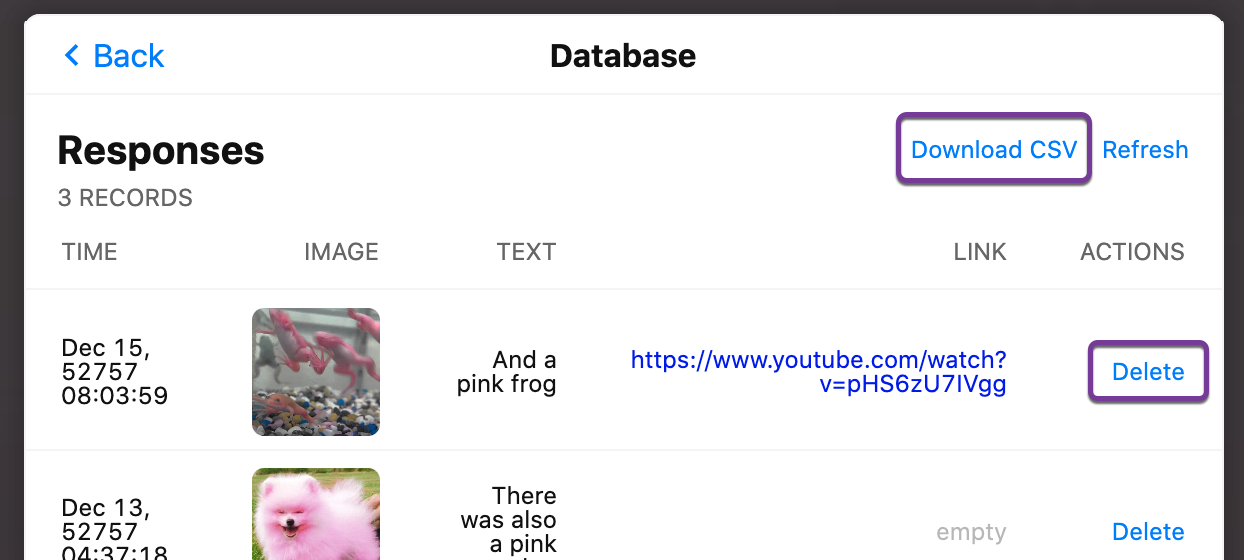 Back
Database
Responses
Download CSV
Refresh
3 RECORDS
TIME
IMAGE
TEXT
LINK
ACTIONS
Dec 15,
52757
08:03:59
And a
pink frog
https://www.youtube.com/watch?
v=pHS6zU7IVgg
Delete
Dec 13,
52757
04:37:18
There
was also
a pink
empty
Delete